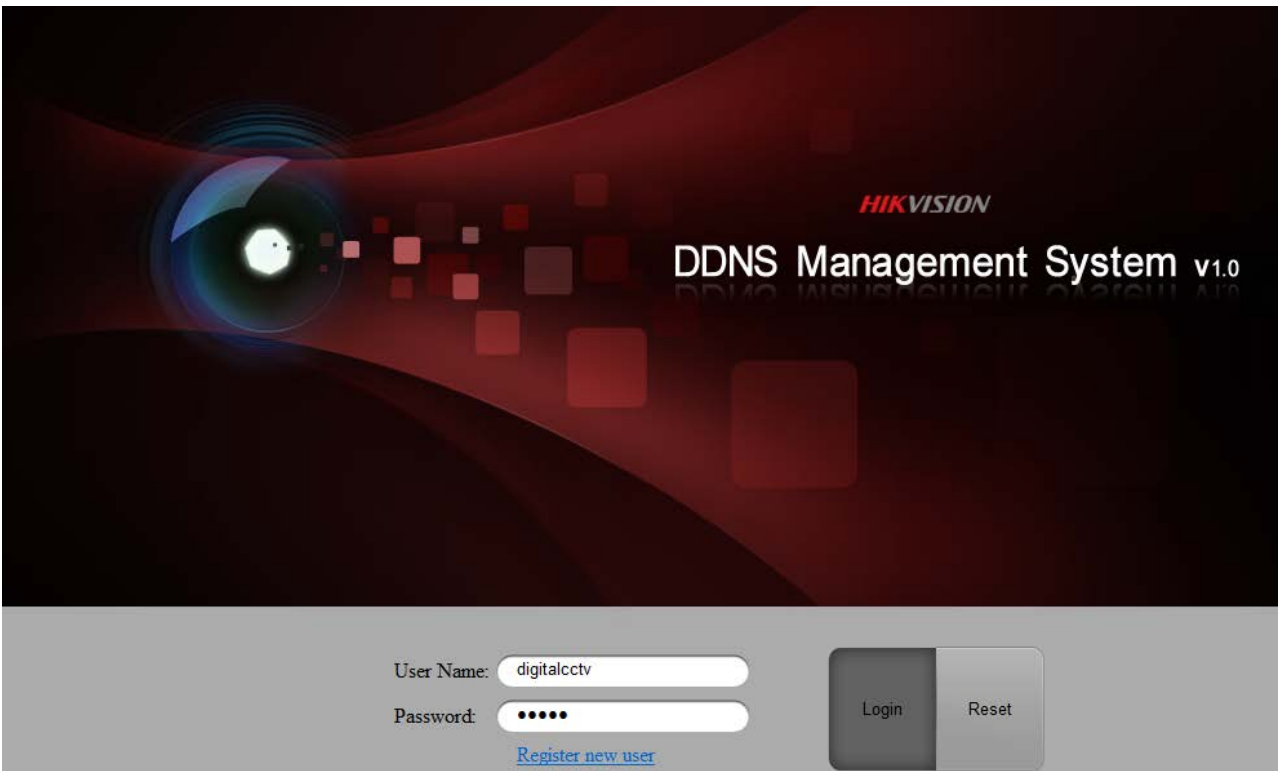 HIKVISION
DDNS Management System v1.0
User Name: digitalcctv
Password: •••••
Login Reset
Register new user